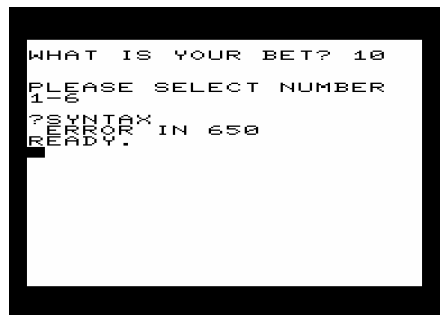 WHAT IS YOUR BET? 10
PLEASE SELECT NUMBER
1-6
?SYNTAX
ERROR IN 650
READY.